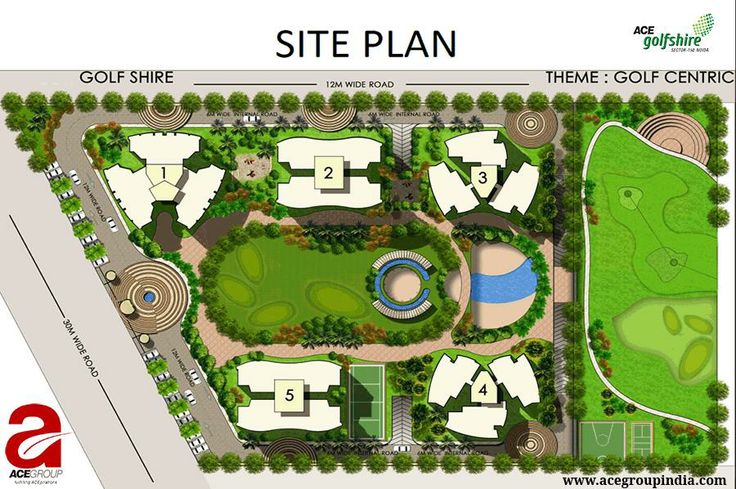 SITE PLAN
ACE
golfshire
SECTOR-150 NOIDA
GOLF SHIRE
12M WIDE ROAD
THEME : GOLF CENTRIC
6M WIDE INTERNAL ROAD
6M WIDE INTERNAL ROAD
1
2
3
12M WIDE ROAD
30M WIDE ROAD
12M WIDE ROAD
5
4
6M WIDE INTERNAL ROAD
6M WIDE INTERNAL ROAD
a
ACEGROUP
www.acegroupindia.com